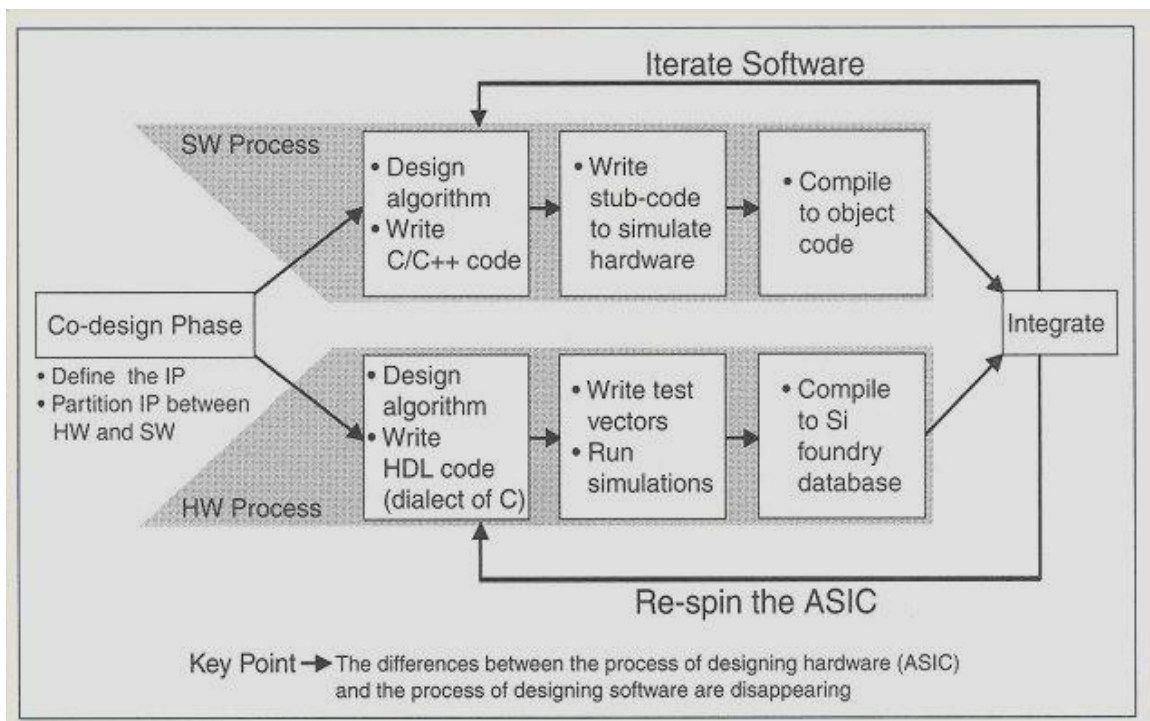 Iterate Software
SW Process
• Design
algorithm
• Write
C/C++ code
• Write
stub-code
to simulate
hardware
• Compile
to object
code
Co-design Phase
• Define the IP
• Partition IP between
HW and SW
Integrate
• Design
algorithm
• Write
HDL code
(dialect of C)
• Write test
vectors
• Run
simulations
• Compile
to Si
foundry
database
HW Process
Re-spin the ASIC
Key Point → The differences between the process of designing hardware (ASIC)
and the process of designing software are disappearing